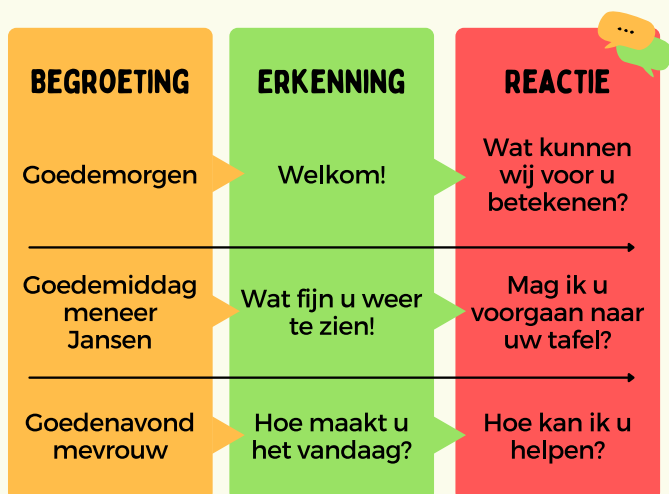 BEGROETING
ERKENNING
REACTIE
Goedemorgen
Welkom!
Wat kunnen
wij voor u
betekenen?
Goedemiddag
meneer
Jansen
Wat fijn u weer
te zien!
Mag ik u
voorgaan naar
uw tafel?
Goedenavond
mevrouw
Hoe maakt u
het vandaag?
Hoe kan ik u
helpen?